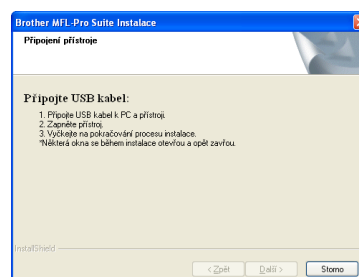 Brother MFL-Pro Suite Instalace
Připojení přístroje
Připojte USB kabel:
1. Připojte USB kabel k PC a přístroji.
2. Zapněte přístroj.
3. Vyčkejte na pokračování procesu instalace.
*Některá okna se během instalace otevřou a opět zavřou.
InstallShield
< Zpět Další > Storno